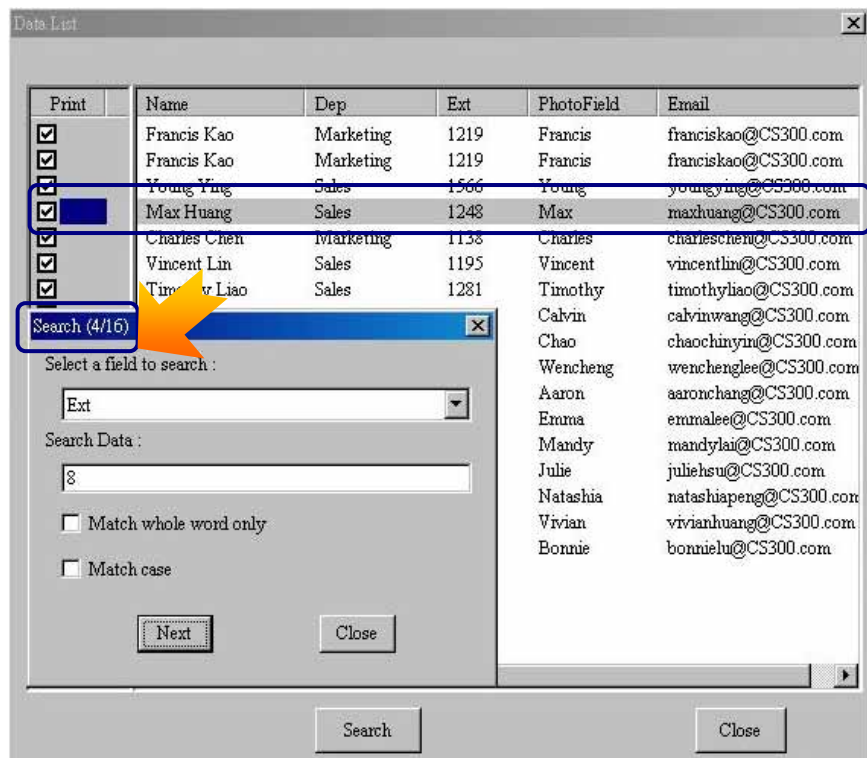 Data List
Print Name Dep Ext PhotoField Email
Francis Kao Marketing 1219 Francis franciskao@CS300.com
Francis Kao Marketing 1219 Francis franciskao@CS300.com
Young Ying Sales 1566 Young youngying@CS300.com
Max Huang Sales 1248 Max maxhuang@CS300.com
Charles Chen Marketing 1138 Charles charleschen@CS300.com
Vincent Lin Sales 1195 Vincent vincentlin@CS300.com
Timothy Liao Sales 1281 Timothy timothyliao@CS300.com
Calvin calvinwang@CS300.com
Chao chaochinyin@CS300.com
Wencheng wenchenglee@CS300.com
Aaron aaronchang@CS300.com
Emma emmalee@CS300.com
Mandy mandylai@CS300.com
Julie juliehsu@CS300.com
Natashia natashiapeng@CS300.com
Vivian vivianhuang@CS300.com
Bonnie bonnielu@CS300.com
Search (4/16)
Select a field to search :
Ext
Search Data :
8
Match whole word only
Match case
Next Close
Search Close